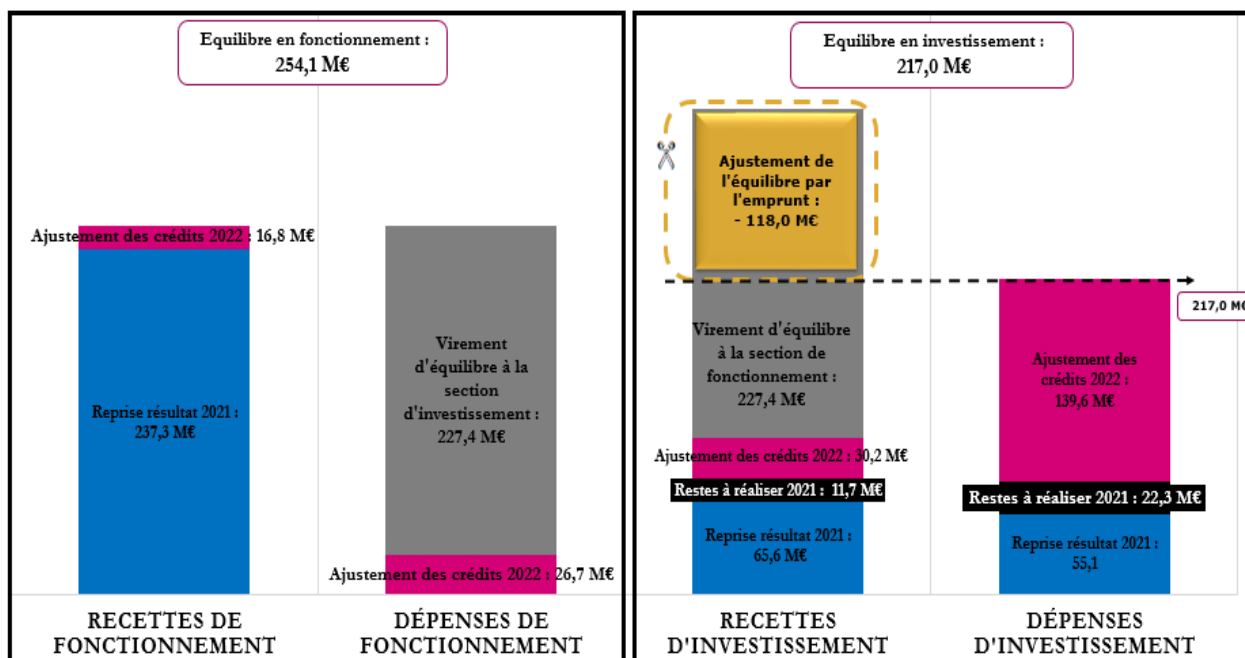 Equilibre en fonctionnement :
254,1 M€
Ajustement des crédits 2022 : 16,8 M€
Reprise résultat 2021 :
237,3 M€
Virement
d'équilibre à la
section
d'investissement :
227,4 M€
Ajustement des crédits 2022 : 26,7 M€
RECETTES DE
FONCTIONNEMENT
DÉPENSES DE
FONCTIONNEMENT
Equilibre en investissement :
217,0 M€
Ajustement de
l'équilibre par
l'emprunt :
- 118,0 M€
217,0 M€
Virement d'équilibre
à la section de
fonctionnement :
227,4 M€
Ajustement des crédits 2022 : 30,2 M€
Restes à réaliser 2021 : 11,7 M€
Reprise résultat 2021 :
65,6 M€
Ajustement des
crédits 2022 :
139,6 M€
Restes à réaliser 2021 : 22,3 M€
Reprise résultat 2021 :
55,1
RECETTES
D'INVESTISSEMENT
DÉPENSES
D'INVESTISSEMENT